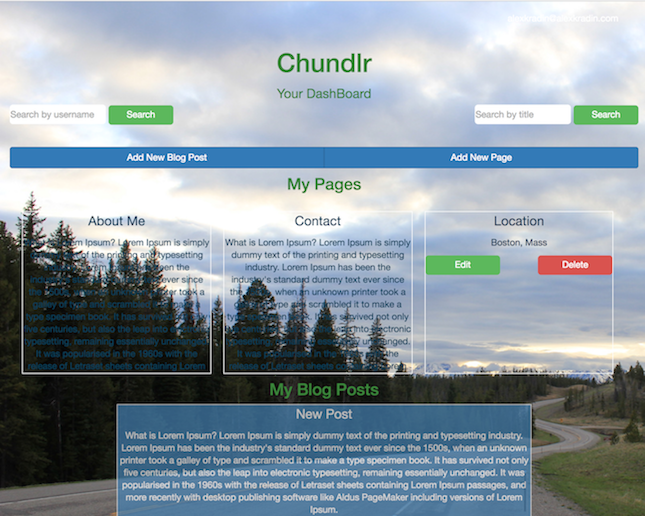 Chundlr
Your DashBoard
Search by username Search
Search by title Search
Add New Blog Post
Add New Page
My Pages
About Me
Lorem Ipsum? Lorem Ipsum is simply
dummy text of the printing and typesetting
industry. Lorem Ipsum has been the
industry's standard dummy text ever since
the 1500s, when an unknown printer took a
galley of type and scrambled it to make a
type specimen book. It has survived not only
five centuries, but also the leap into electronic
typesetting, remaining essentially unchanged.
It was popularised in the 1960s with the
release of Letraset sheets containing Lorem
Contact
What is Lorem Ipsum? Lorem Ipsum is simply
dummy text of the printing and typesetting
industry. Lorem Ipsum has been the
industry's standard dummy text ever since
the 1500s, when an unknown printer took a
galley of type and scrambled it to make a
type specimen book. It has survived not only
five centuries, but also the leap into electronic
typesetting, remaining essentially unchanged.
It was popularised in the 1960s with the
release of Letraset sheets containing Lorem
Location
Boston, Mass
Edit
Delete
My Blog Posts
New Post
What is Lorem Ipsum? Lorem Ipsum is simply dummy text of the printing and typesetting industry.
Lorem Ipsum has been the industry's standard dummy text ever since the 1500s, when an unknown
printer took a galley of type and scrambled it to make a type specimen book. It has survived not only
five centuries, but also the leap into electronic typesetting, remaining essentially unchanged. It was
popularised in the 1960s with the release of Letraset sheets containing Lorem Ipsum passages, and
more recently with desktop publishing software like Aldus PageMaker including versions of Lorem
Ipsum.